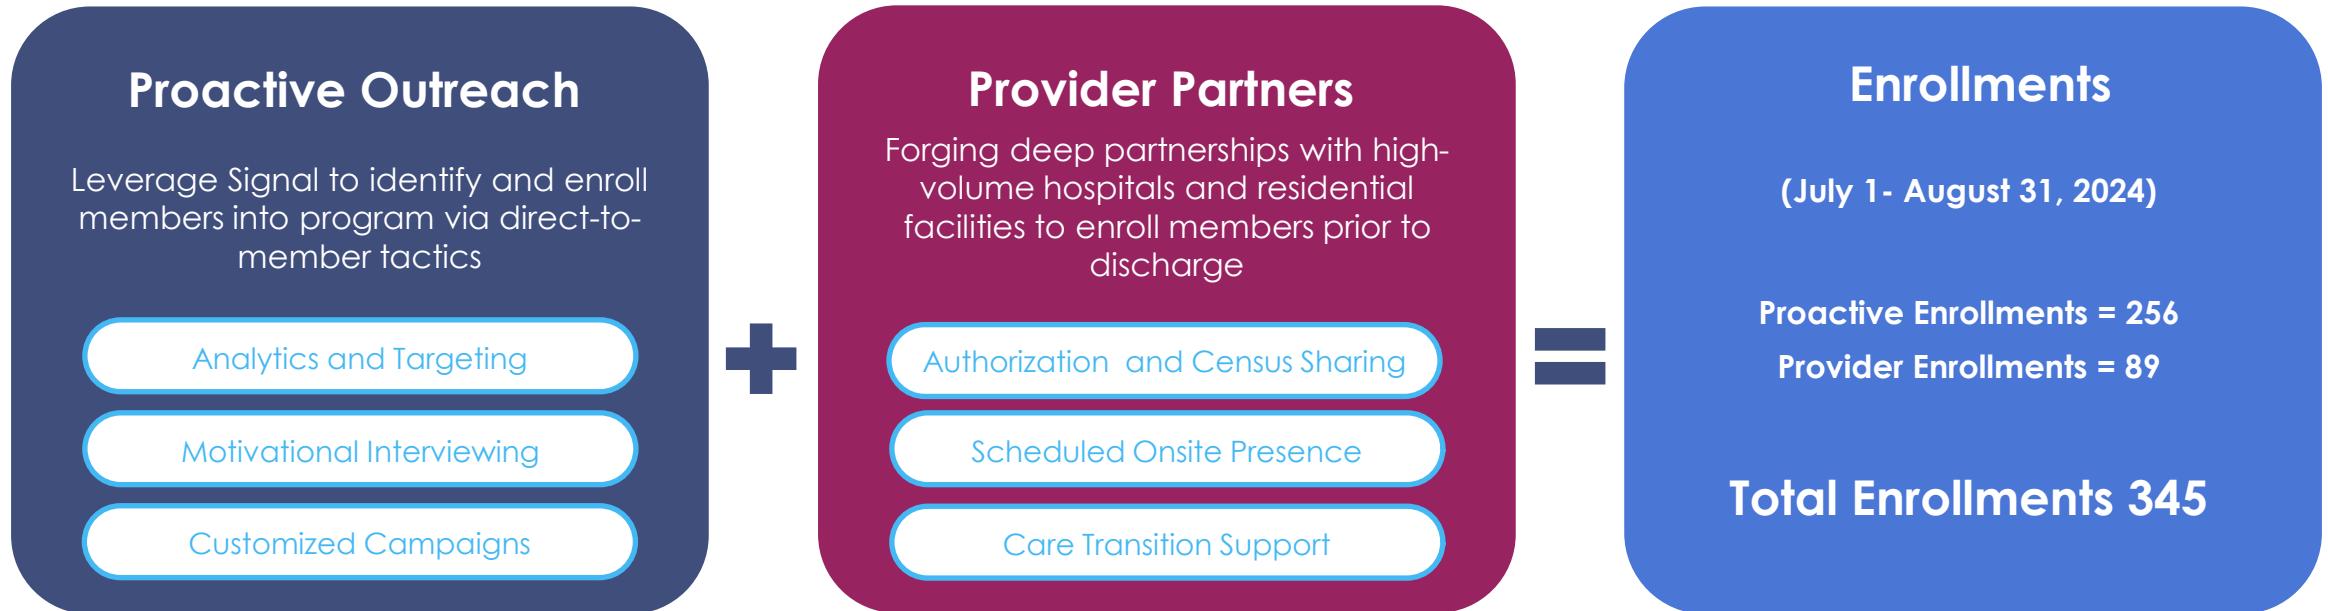 Proactive Outreach
Leverage Signal to identify and enroll
members into program via direct-to-
member tactics
Analytics and Targeting
Motivational Interviewing
Customized Campaigns
Provider Partners
Forging deep partnerships with high-
volume hospitals and residential
facilities to enroll members prior to
discharge
Authorization  and Census Sharing
Scheduled Onsite Presence
Care Transition Support
Enrollments
(July 1- August 31, 2024)
Proactive Enrollments = 256
Provider Enrollments = 89
Total Enrollments 345